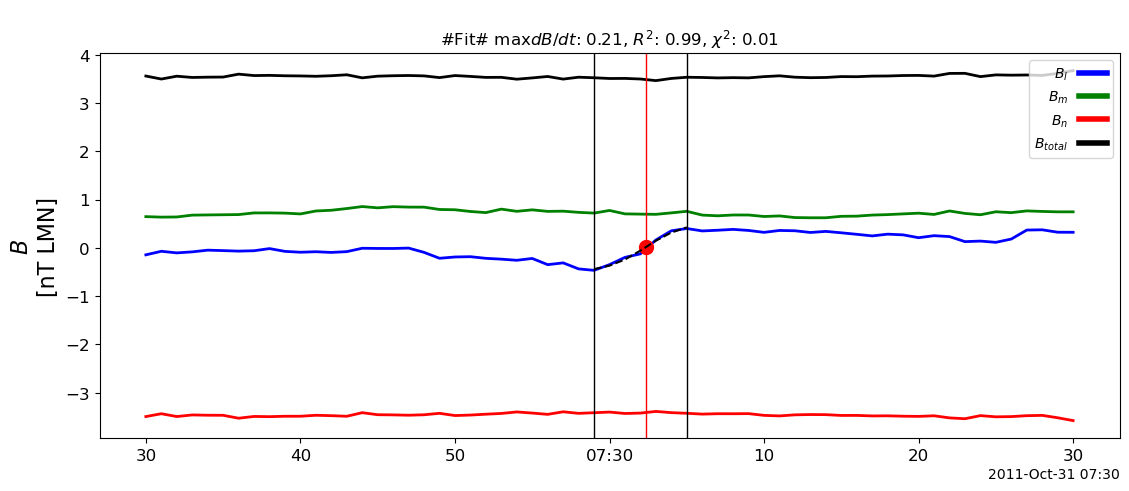 #Fit# maxdB/dt: 0.21, R²: 0.99, χ²: 0.01
4
3
2
1
0
−1
−2
−3
B
[nT LMN]
B_l
B_m
B_n
B_total
30 40 50 07:30 10 20 30
2011-Oct-31 07:30